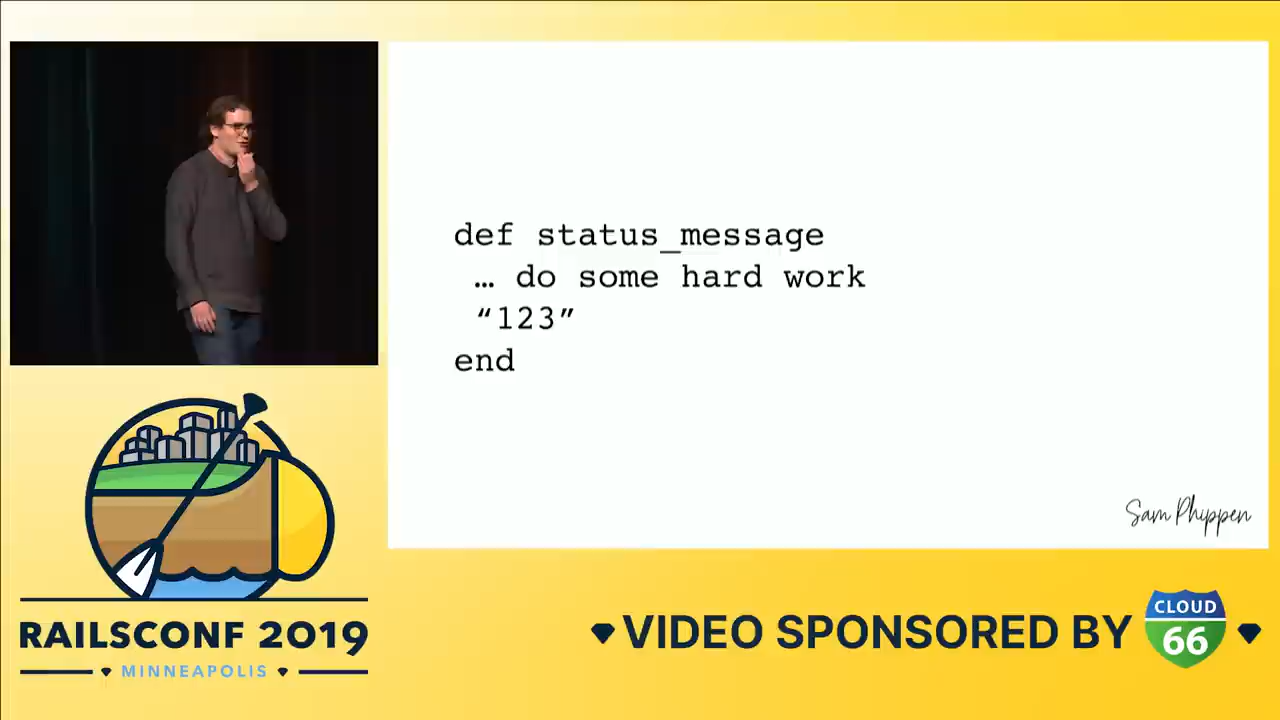 def status_message
… do some hard work
“123”
end
Sam Phippen
RAILSCONF 2019
MINNEAPOLIS
VIDEO SPONSORED BY
CLOUD
66